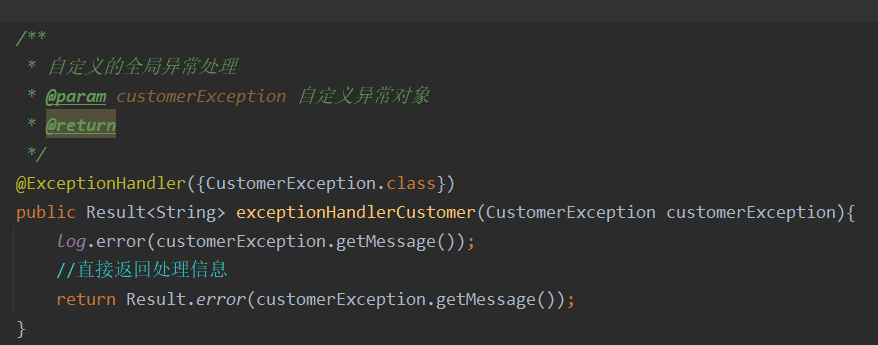 /**
 * 自定义的全局异常处理
 * @param customerException 自定义异常对象
 * @return
 */
@ExceptionHandler({CustomerException.class})
public Result<String> exceptionHandlerCustomer(CustomerException customerException){
    log.error(customerException.getMessage());
    //直接返回处理信息
    return Result.error(customerException.getMessage());
}